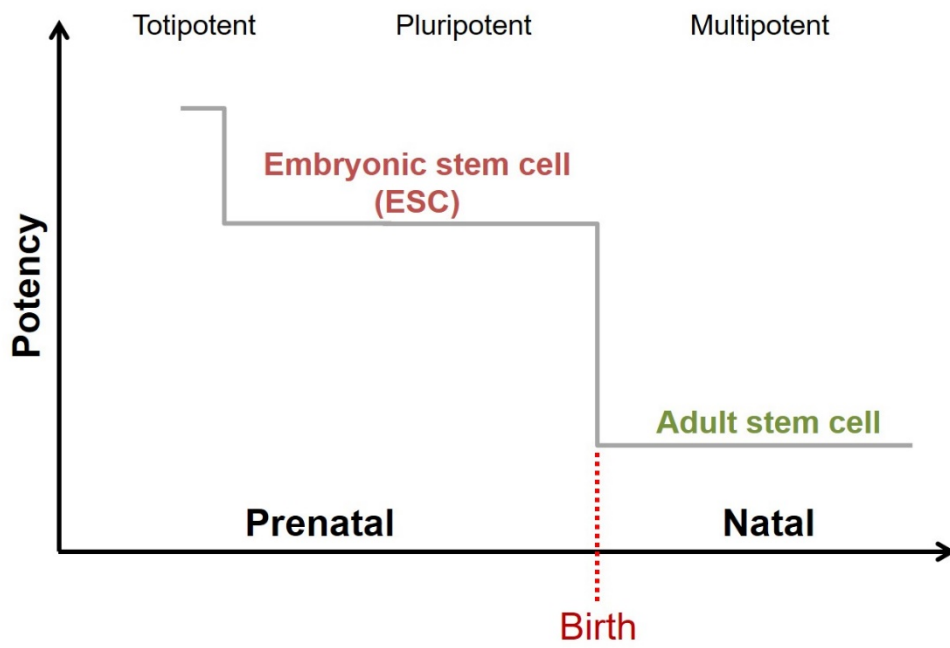 Totipotent
Pluripotent
Multipotent
Embryonic stem cell
(ESC)
Potency
Adult stem cell
Prenatal
Natal
Birth